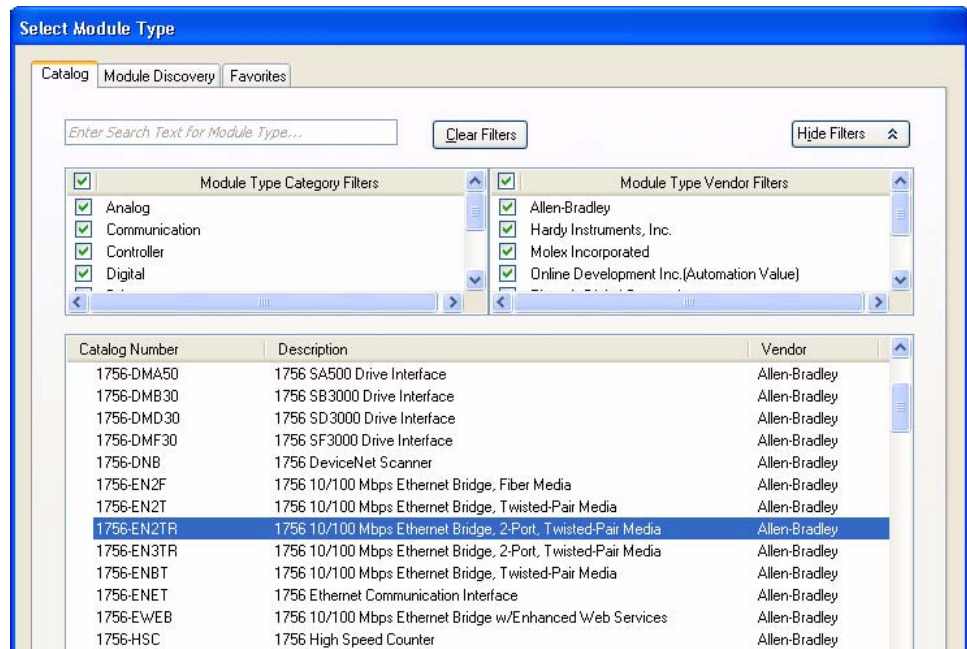 Select Module Type
Catalog Module Discovery Favorites
Enter Search Text for Module Type...
Clear Filters
Hide Filters
Module Type Category Filters
Analog
Communication
Controller
Digital
Module Type Vendor Filters
Allen-Bradley
Hardy Instruments, Inc.
Molex Incorporated
Online Development Inc.(Automation Value)
Catalog Number Description Vendor
1756-DMA50 1756 SA500 Drive Interface Allen-Bradley
1756-DMB30 1756 SB3000 Drive Interface Allen-Bradley
1756-DMD30 1756 SD3000 Drive Interface Allen-Bradley
1756-DMF30 1756 SF3000 Drive Interface Allen-Bradley
1756-DNB 1756 DeviceNet Scanner Allen-Bradley
1756-EN2F 1756 10/100 Mbps Ethernet Bridge, Fiber Media Allen-Bradley
1756-EN2T 1756 10/100 Mbps Ethernet Bridge, Twisted-Pair Media Allen-Bradley
1756-EN2TR 1756 10/100 Mbps Ethernet Bridge, 2-Port, Twisted-Pair Media Allen-Bradley
1756-EN3TR 1756 10/100 Mbps Ethernet Bridge, 2-Port, Twisted-Pair Media Allen-Bradley
1756-ENBT 1756 10/100 Mbps Ethernet Bridge, Twisted-Pair Media Allen-Bradley
1756-ENET 1756 Ethernet Communication Interface Allen-Bradley
1756-EWEB 1756 10/100 Mbps Ethernet Bridge w/Enhanced Web Services Allen-Bradley
1756-HSC 1756 High Speed Counter Allen-Bradley